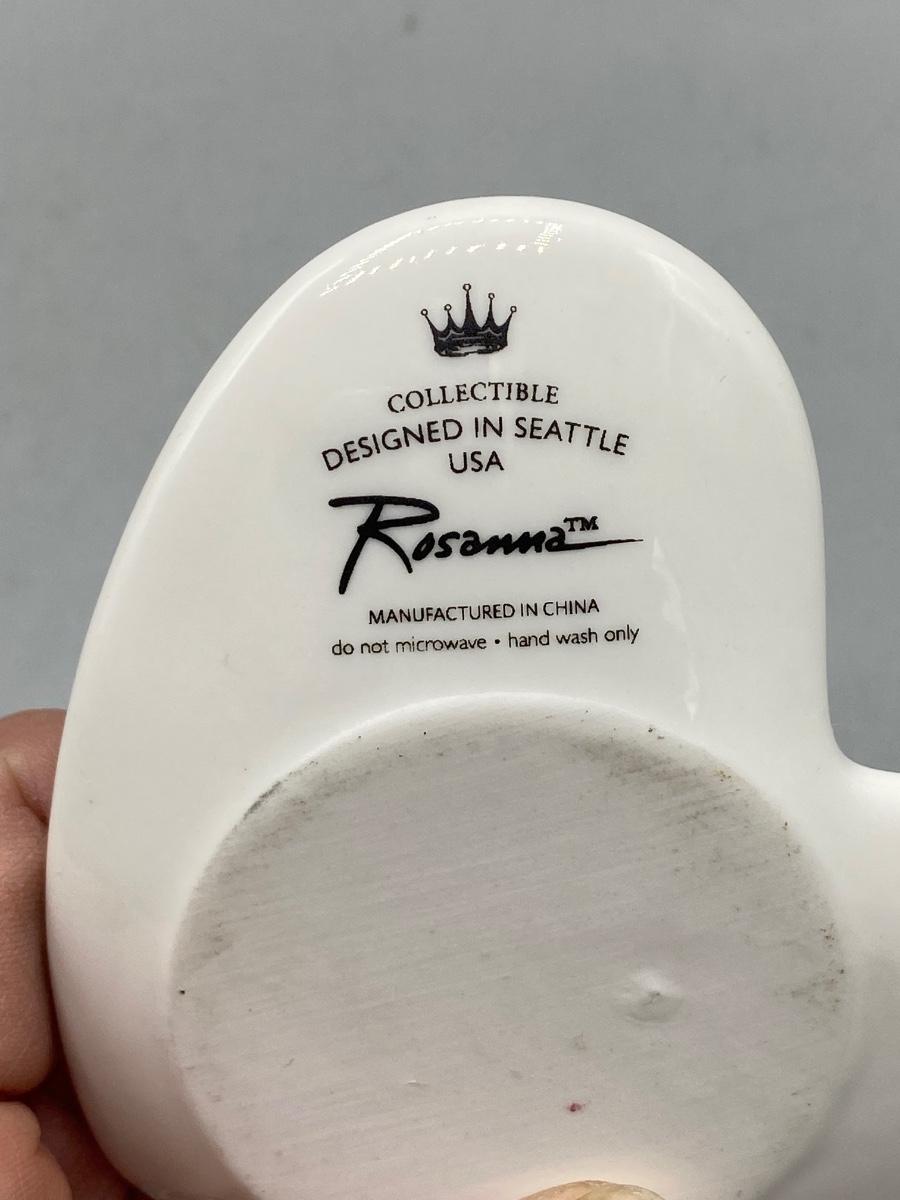 COLLECTIBLE
DESIGNED IN SEATTLE
USA
Rosanna™
MANUFACTURED IN CHINA
do not microwave • hand wash only